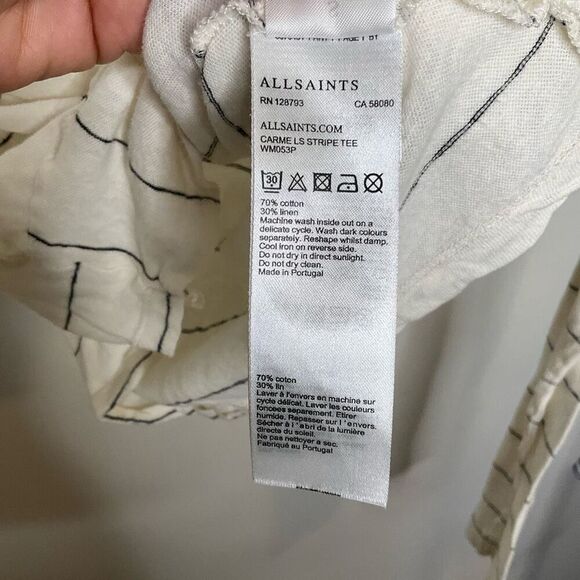 ALLSAINTS
RN 128793 CA 58080
ALLSAINTS.COM
CARME LS STRIPE TEE
WM053P
30
70% cotton
30% linen
Machine wash inside out on a
delicate cycle. Wash dark colours
separately. Reshape whilst damp.
Cool iron on reverse side.
Do not dry in direct sunlight.
Do not dry clean.
Made in Portugal
70% coton
30% lin
Laver à l'envers en machine sur
cycle délicat. Laver les couleurs
foncées separement. Etirer
humide. Repasser sur l'envers.
Sécher à l'abri de la lumière
directe du soleil.
Ne pas nettoyer a sec.
Fabriqué au Portugal